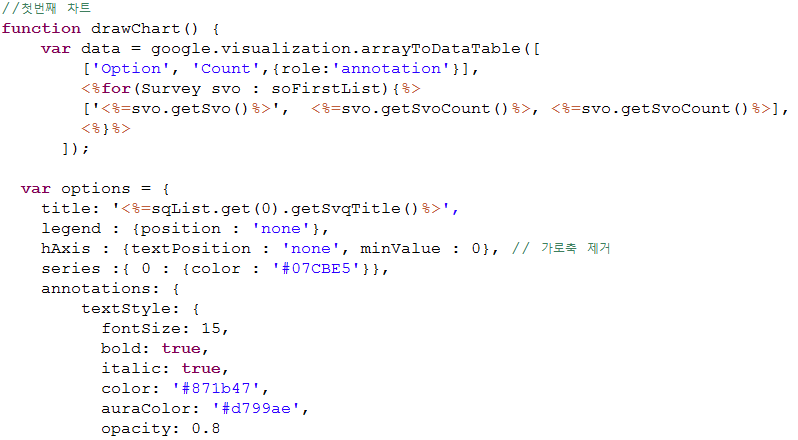 //첫번째 차트
function drawChart() {
    var data = google.visualization.arrayToDataTable([
        ['Option', 'Count',{role:'annotation'}],
        <%for(Survey svo : soFirstList){%>
        ['<%=svo.getSvo()%>',  <%=svo.getSvoCount()%>, <%=svo.getSvoCount()%>],
        <%}%>
      ]);
  var options = {
    title: '<%=sqList.get(0).getSvqTitle()%>',
    legend : {position : 'none'},
    hAxis : {textPosition : 'none', minValue : 0}, // 가로축 제거
    series :{ 0 : {color : '#07CBE5'}},
    annotations: {
        textStyle: {
          fontSize: 15,
          bold: true,
          italic: true,
          color: '#871b47',
          auraColor: '#d799ae',
          opacity: 0.8